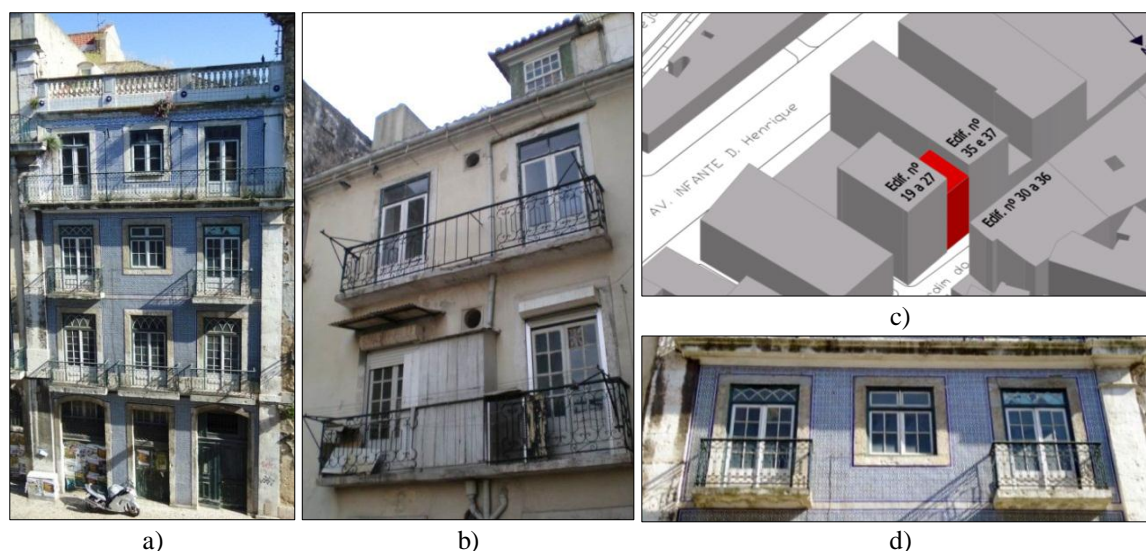 a)
b)
AV. INFANTE D. Henrique
Edif. nº
19 a 27
Edif. nº
35 e 37
Edif. nº 30 a 36
c)
d)